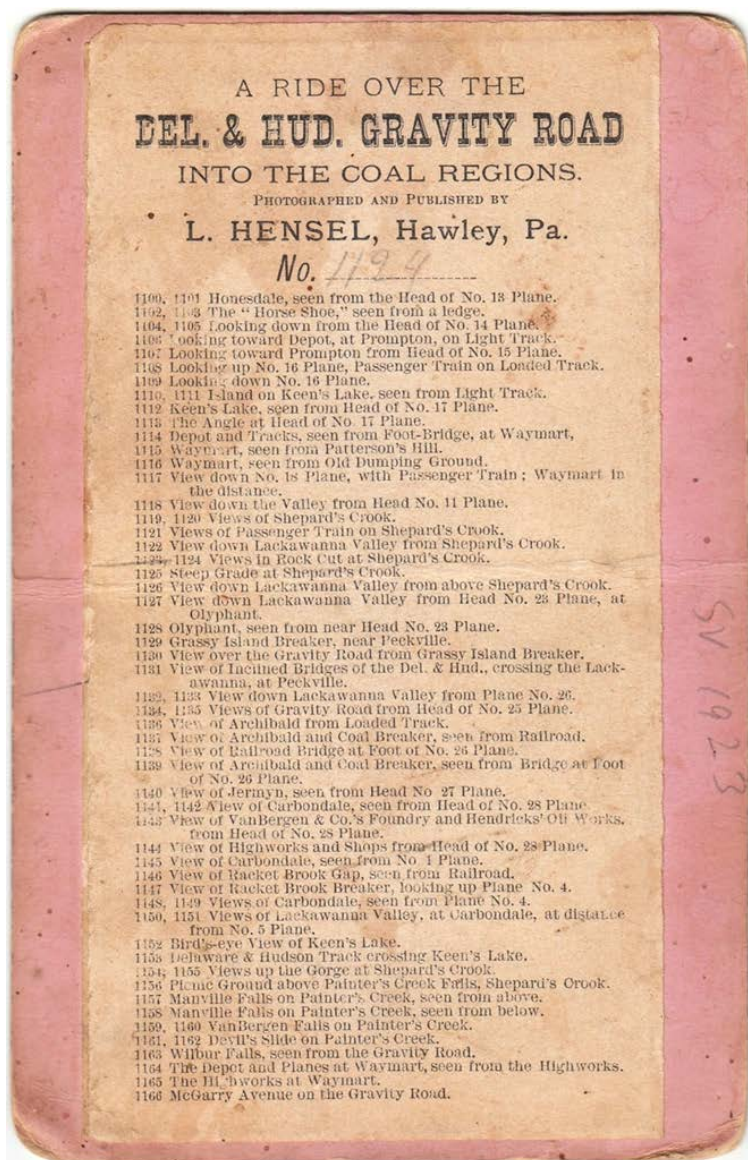 A RIDE OVER THE
DEL. & HUD. GRAVITY ROAD
INTO THE COAL REGIONS.
PHOTOGRAPHED AND PUBLISHED BY
L. HENSEL, Hawley, Pa.
No. 1124
1100, 1101 Honesdale, seen from the Head of No. 13 Plane.
1102, 1103 The "Horse Shoe," seen from a ledge.
1104, 1105 Looking down from the Head of No. 14 Plane.
1106 Looking toward Depot, at Prompton, on Light Track.
1107 Looking toward Prompton from Head of No. 15 Plane.
1108 Looking up No. 16 Plane, Passenger Train on Loaded Track.
1109 Looking down No. 16 Plane.
1110, 1111 Island on Keen's Lake, seen from Light Track.
1112 Keen's Lake, seen from Head of No. 17 Plane.
1113 The Angle at Head of No. 17 Plane.
1114 Depot and Tracks, seen from Foot-Bridge, at Waymart,
1115 Waymart, seen from Patterson's Hill.
1116 Waymart, seen from Old Dumping Ground.
1117 View down No. 18 Plane, with Passenger Train; Waymart in
the distance.
1118 View down the Valley from Head No. 11 Plane.
1119, 1120 Views of Shepard's Crook.
1121 Views of Passenger Train on Shepard's Crook.
1122 View down Lackawanna Valley from Shepard's Crook.
1123, 1124 Views in Rock Cut at Shepard's Crook.
1125 Steep Grade at Shepard's Crook.
1126 View down Lackawanna Valley from above Shepard's Crook.
1127 View down Lackawanna Valley from Head No. 23 Plane, at
Olyphant.
1128 Olyphant, seen from near Head No. 23 Plane.
1129 Grassy Island Breaker, near Peckville.
1130 View over the Gravity Road from Grassy Island Breaker.
1131 View of Inclined Bridges of the Del. & Hud., crossing the Lack-
awanna, at Peckville.
1132, 1133 View down Lackawanna Valley from Plane No. 26.
1134, 1135 Views of Gravity Road from Head of No. 25 Plane.
1136 View of Archibald from Loaded Track.
1137 View of Archibald and Coal Breaker, seen from Railroad.
1138 View of Railroad Bridge at Foot of No. 26 Plane.
1139 View of Archibald and Coal Breaker, seen from Bridge at Foot
of No. 26 Plane.
1140 View of Jermyn, seen from Head No 27 Plane.
1141, 1142 View of Carbondale, seen from Head of No. 28 Plane
1143 View of VanBergen & Co.'s Foundry and Hendricks' Oil Works,
from Head of No. 28 Plane.
1144 View of Highworks and Shops from Head of No. 28 Plane.
1145 View of Carbondale, seen from No. 1 Plane.
1146 View of Racket Brook Gap, seen from Railroad.
1147 View of Racket Brook Breaker, looking up Plane No. 4.
1148, 1149 Views of Carbondale, seen from Plane No. 4.
1150, 1151 Views of Lackawanna Valley, at Carbondale, at distance
from No. 5 Plane.
1152 Bird's-eye View of Keen's Lake.
1153 Delaware & Hudson Track crossing Keen's Lake.
1154, 1155 Views up the Gorge at Shepard's Crook.
1156 Picnic Ground above Painter's Creek Falls, Shepard's Crook.
1157 Manville Falls on Painter's Creek, seen from above.
1158 Manville Falls on Painter's Creek, seen from below.
1159, 1160 VanBergen Falls on Painter's Creek.
1161, 1162 Devil's Slide on Painter's Creek.
1163 Wilbur Falls, seen from the Gravity Road.
1164 The Depot and Planes at Waymart, seen from the Highworks.
1165 The Highworks at Waymart.
1166 McGarry Avenue on the Gravity Road.
SV 1923